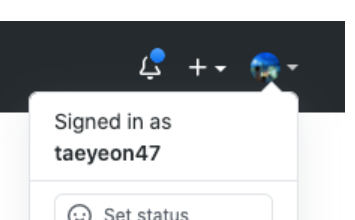 Signed in as
taeyeon47
Set status